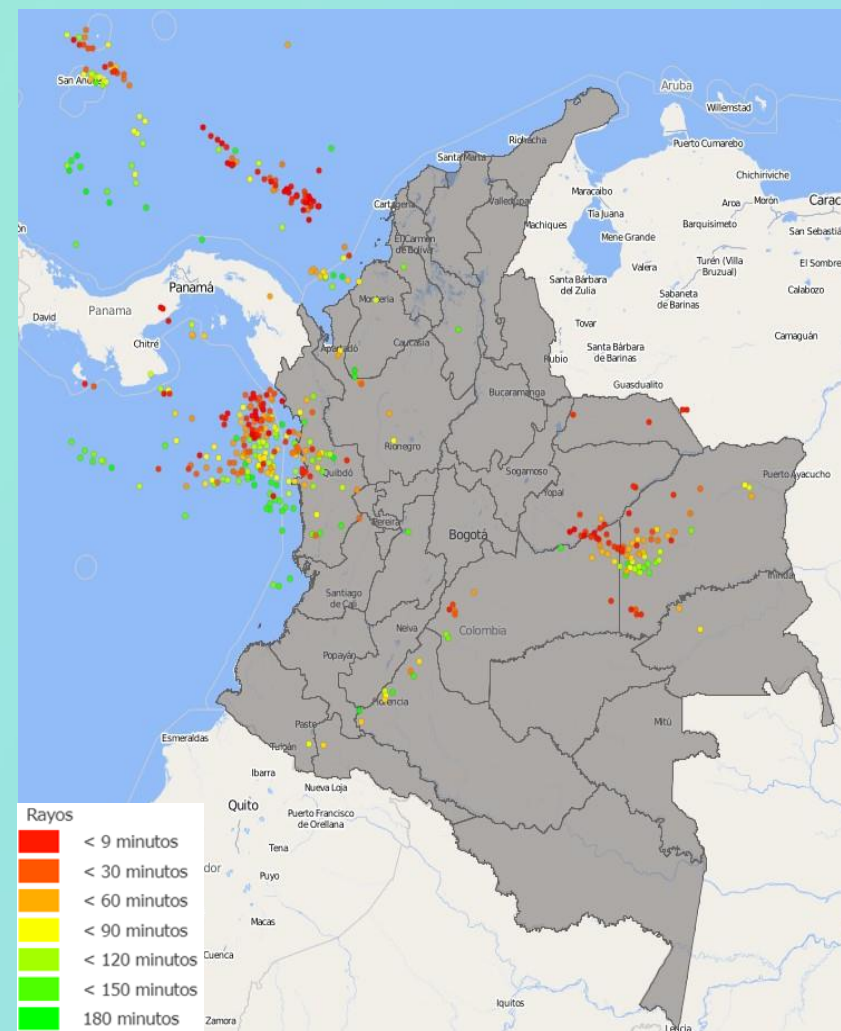 San Andrés
Aruba
Willemstad
Riohacha
Santa Marta
Puerto Cumarebo
Chichiriviche
Maracaibo
Cartagena
Valledupar
Tía Juana
Aroa
Morón
Carac
Machiques
Barquisimeto
Mene Grande
San Sebastiá
El Carmen
de Bolívar
Valera
Turén (Villa
Bruzual)
El Sombre
Panamá
Santa Bárbara
del Zulia
Sabaneta
de Barinas
Calabozo
Panama
David
Montería
Tovar
Camaguán
Chitré
Apartadó
Caucasia
Santa Bárbara
de Barinas
Rubio
Guasdualito
Bucaramanga
Rionegro
Quibdó
Sogamoso
Puerto Ayacucho
Yopal
Pereira
Bogotá
Inírida
Santiago
de Cali
Neiva
Colombia
Popayán
Florencia
Mitú
Pasto
Esmeraldas
Tulcán
Ibarra
Nueva Loja
Quito
Puerto Francisco
de Orellana
Tena
dor
Puyo
Macas
Cuenca
Iquitos
Zamora
Leticia
Rayos
< 9 minutos
< 30 minutos
< 60 minutos
< 90 minutos
< 120 minutos
< 150 minutos
180 minutos